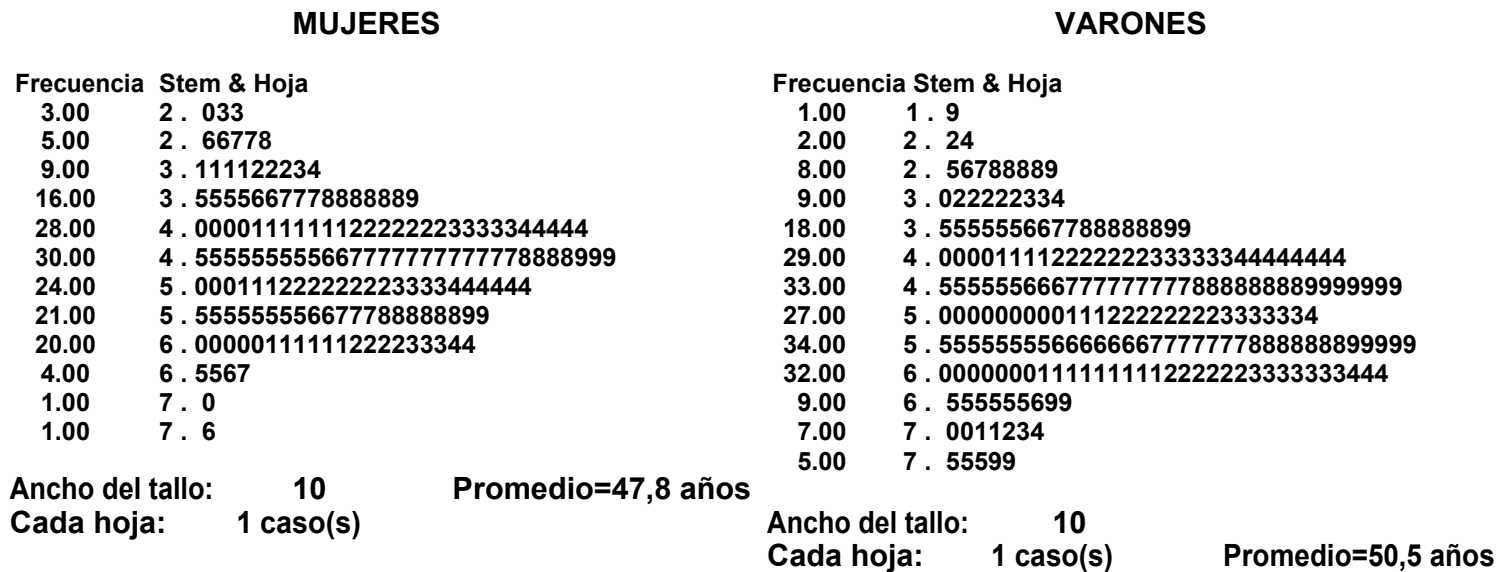 MUJERES
Frecuencia Stem & Hoja
3.00 2 . 033
5.00 2 . 66778
9.00 3 . 111122234
16.00 3 . 5555667778888889
28.00 4 . 0000111111122222223333344444
30.00 4 . 555555555566777777777778888999
24.00 5 . 000111222222223333444444
21.00 5 . 555555555667778888899
20.00 6 . 00000111111222233344
4.00 6 . 5567
1.00 7 . 0
1.00 7 . 6
Ancho del tallo: 10 Promedio=47,8 años
Cada hoja: 1 caso(s)
VARONES
Frecuencia Stem & Hoja
1.00 1 . 9
2.00 2 . 24
8.00 2 . 56788889
9.00 3 . 022222334
18.00 3 . 555555667788888899
29.00 4 . 00001111222222233333344444444
33.00 4 . 555555666777777777888888889999999
27.00 5 . 000000000111222222223333334
34.00 5 . 5555555566666667777777888888899999
32.00 6 . 00000001111111112222223333333444
9.00 6 . 555555699
7.00 7 . 0011234
5.00 7 . 55599
Ancho del tallo: 10
Cada hoja: 1 caso(s) Promedio=50,5 años